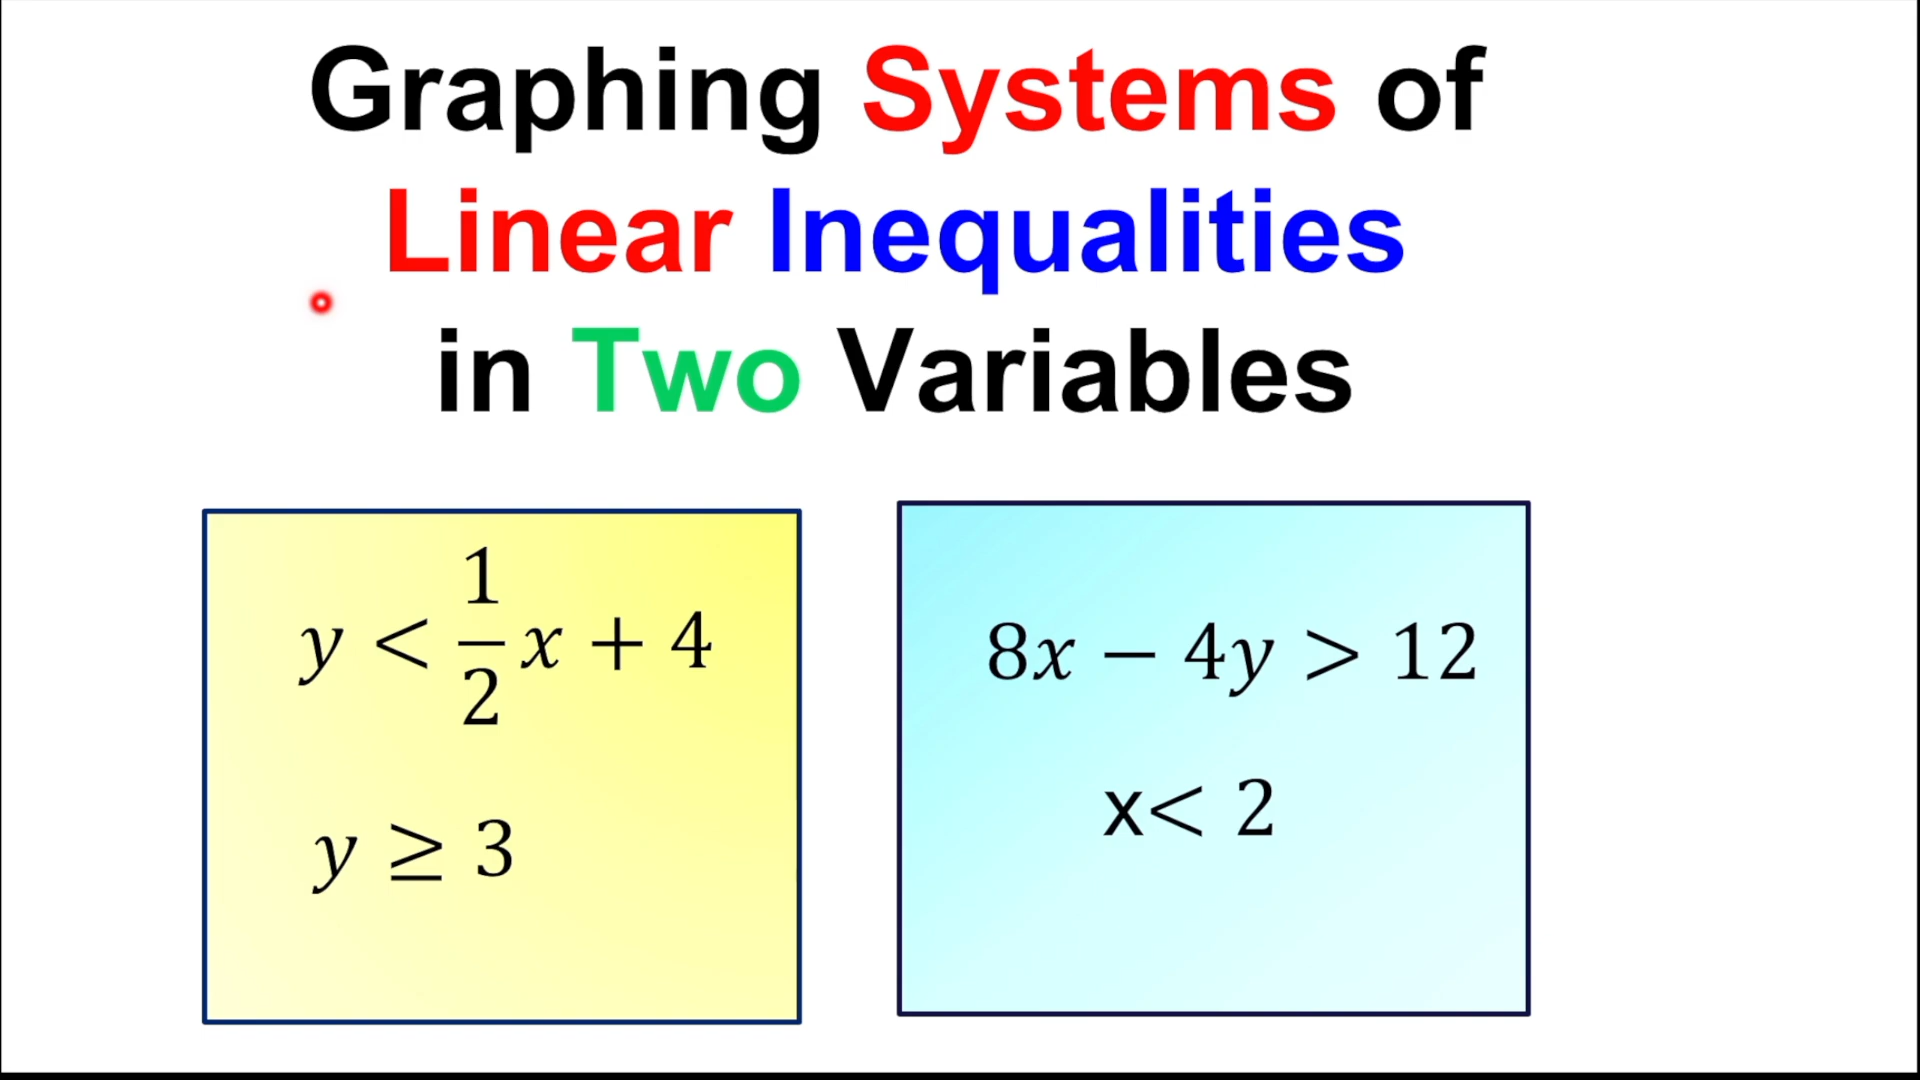 Graphing Systems of
Linear Inequalities
in Two Variables
y < 1/2 x + 4
y ≥ 3
8x − 4y > 12
x< 2